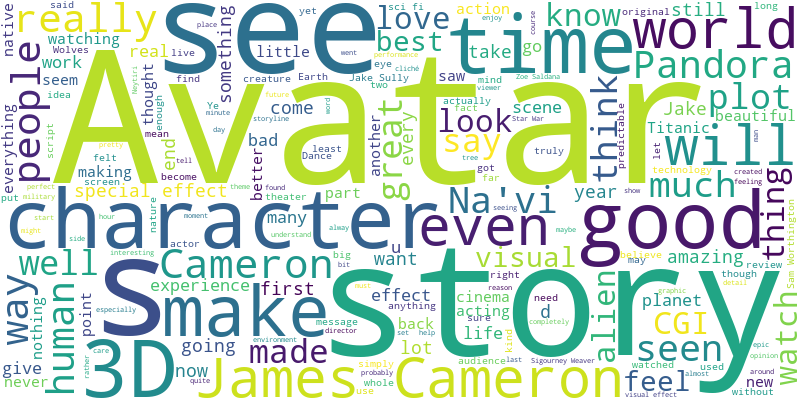 native
really
said
place
see
love
little
sci fi
yet
action
enjoy
time
know
original
course
still
long
world
Wolves
watching
real
live
best
eye
take
go
work
something
people
everything
seem
thought
find
creature
Earth
saw
mind
viewer
scene
Pandora
idea
Neytiri
Avatar
Ye
minute
come
Jake Sully
two
actually
fact
cliché
Zoe Saldana
performance
went
plot
beautiful
Jake
script
enough
mean
day
storyline
word
look
think
Titanic
felt
making
end
bad
least
Dance
another
every
great
say
tree
Star War
truly
predictable
let
will
man
put
screen
become
tell
future
pretty
better
theater
part
got
far
year
much
technology
created
feeling
thing
perfect
military
special effect
theme
found
Na'vi
seeing
maybe
show
start
hour
nature
moment
many
alway
even
good
might
character
side
actor
understand
u
want
visual
believe
Sam Worthington
way
well
interesting
Cameron
big
bit
right
reason
amazing
may
though
review
watch
human
point
experience
first
effect
anything
cinema
need
d
alien
planet
graphic
detail
nothing
s
make
story
acting
kind
CGI
seen
message
director
back
sure
set
help
completely
watched
used
epic
opinion
give
never
3D
going
made
lot
life
feel
almost
around
new
without
especially
rather
care
now
quite
environment
simply
probably
use
whole
must
audience
last
James Cameron
Sigourney Weaver
visual effect